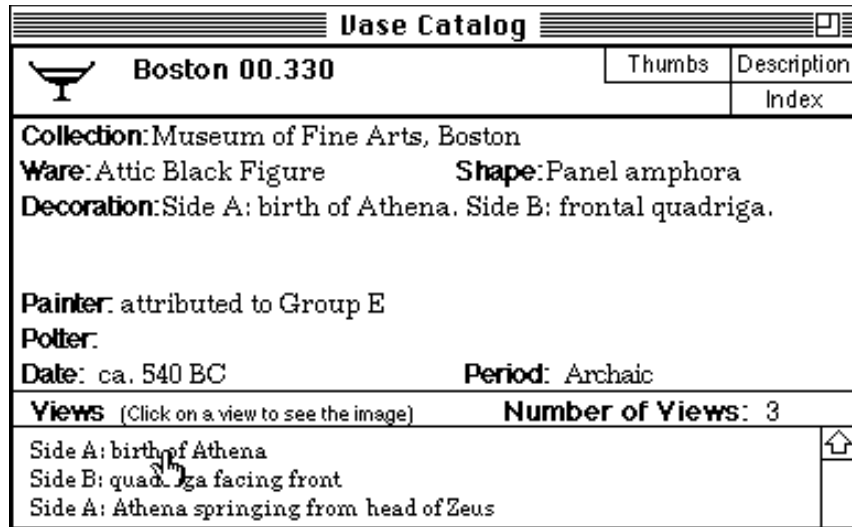 Vase Catalog
Boston 00.330
Thumbs
Description
Index
Collection: Museum of Fine Arts, Boston
Ware: Attic Black Figure Shape: Panel amphora
Decoration: Side A: birth of Athena. Side B: frontal quadriga.
Painter: attributed to Group E
Potter:
Date: ca. 540 BC Period: Archaic
Views (Click on a view to see the image) Number of Views: 3
Side A: birth of Athena
Side B: quadriga facing front
Side A: Athena springing from head of Zeus